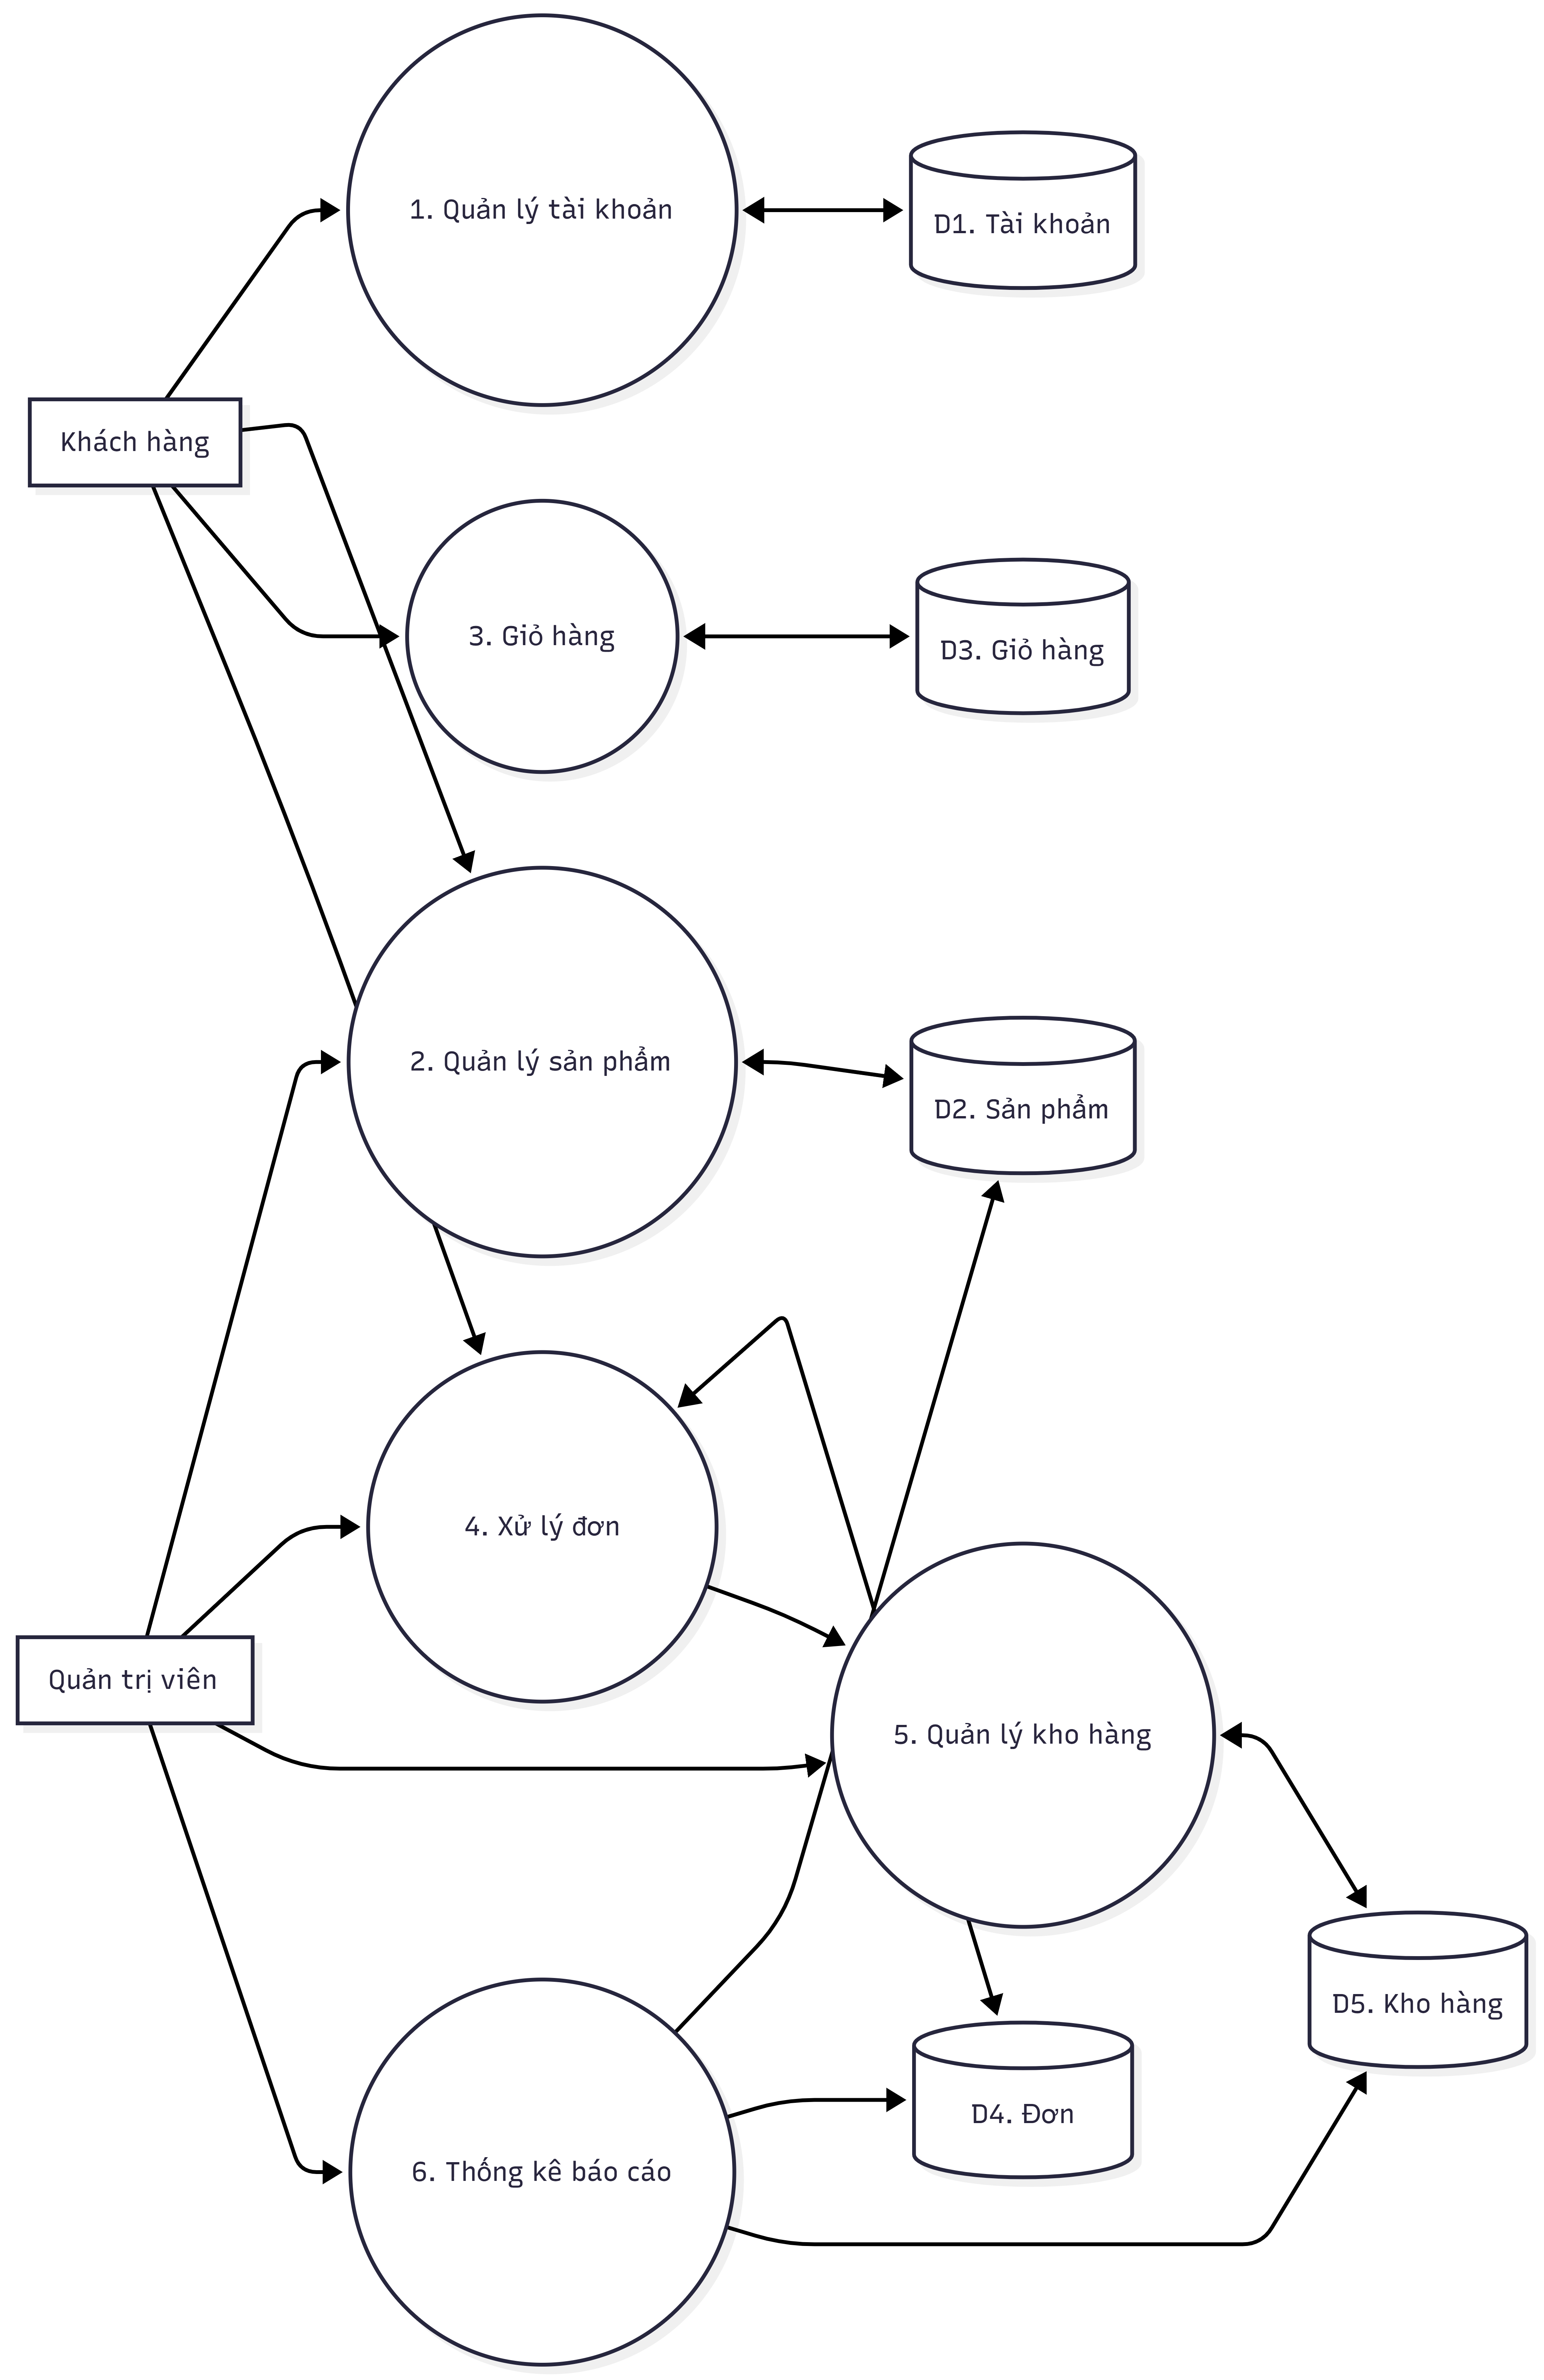 1. Quản lý tài khoản
D1. Tài khoản
Khách hàng
3. Giỏ hàng
D3. Giỏ hàng
2. Quản lý sản phẩm
D2. Sản phẩm
4. Xử lý đơn
Quản trị viên
5. Quản lý kho hàng
D5. Kho hàng
D4. Đơn
6. Thống kê báo cáo